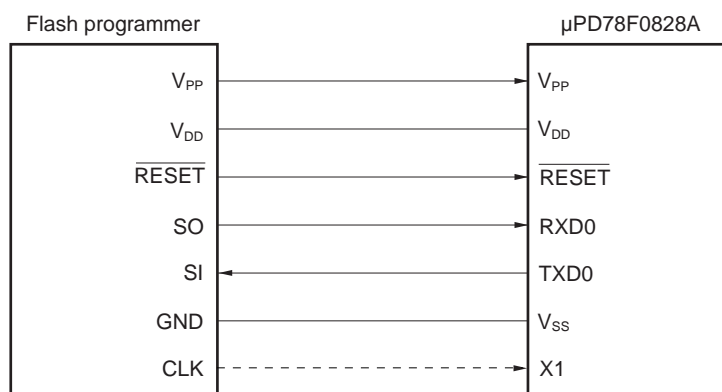 Flash programmer μPD78F0828A
VPP VPP
VDD VDD
RESET RESET
SO RXD0
SI TXD0
GND VSS
CLK X1